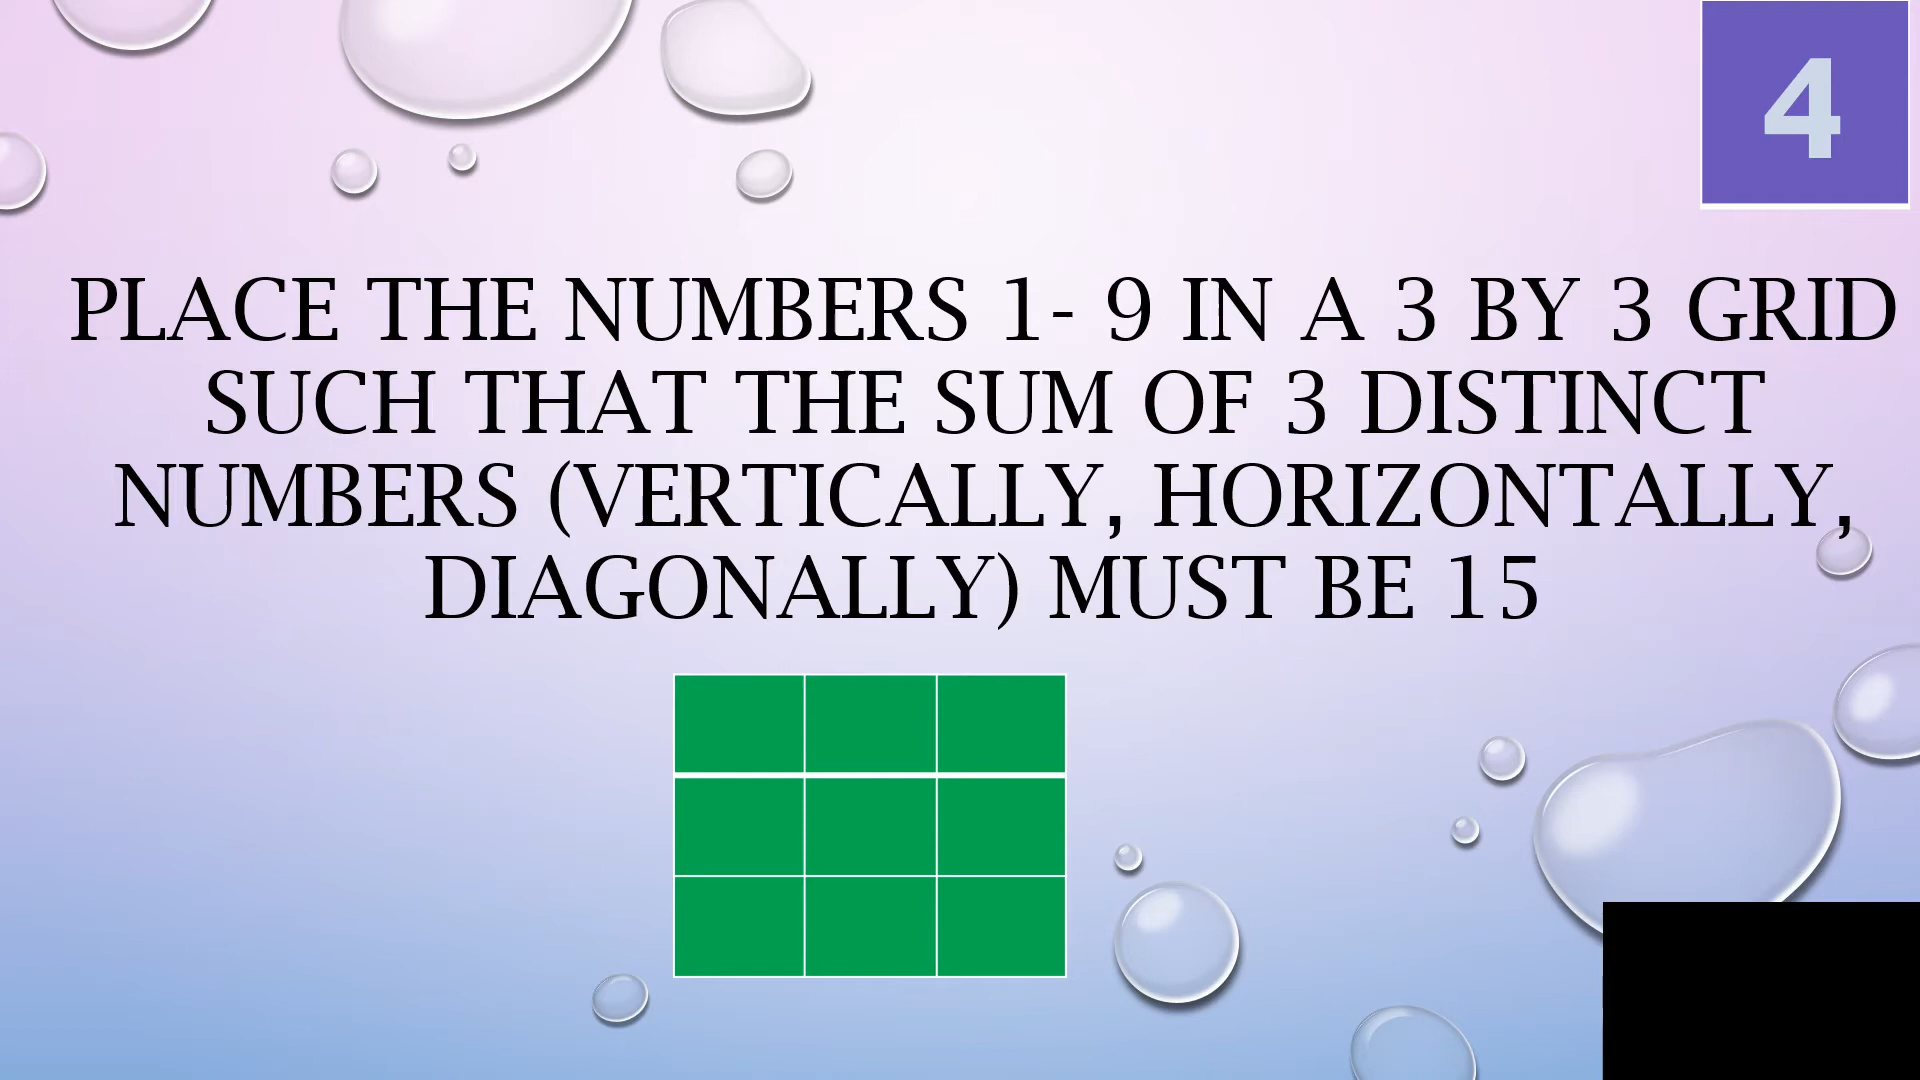 4
PLACE THE NUMBERS 1- 9 IN A 3 BY 3 GRID
SUCH THAT THE SUM OF 3 DISTINCT
NUMBERS (VERTICALLY, HORIZONTALLY,
DIAGONALLY) MUST BE 15